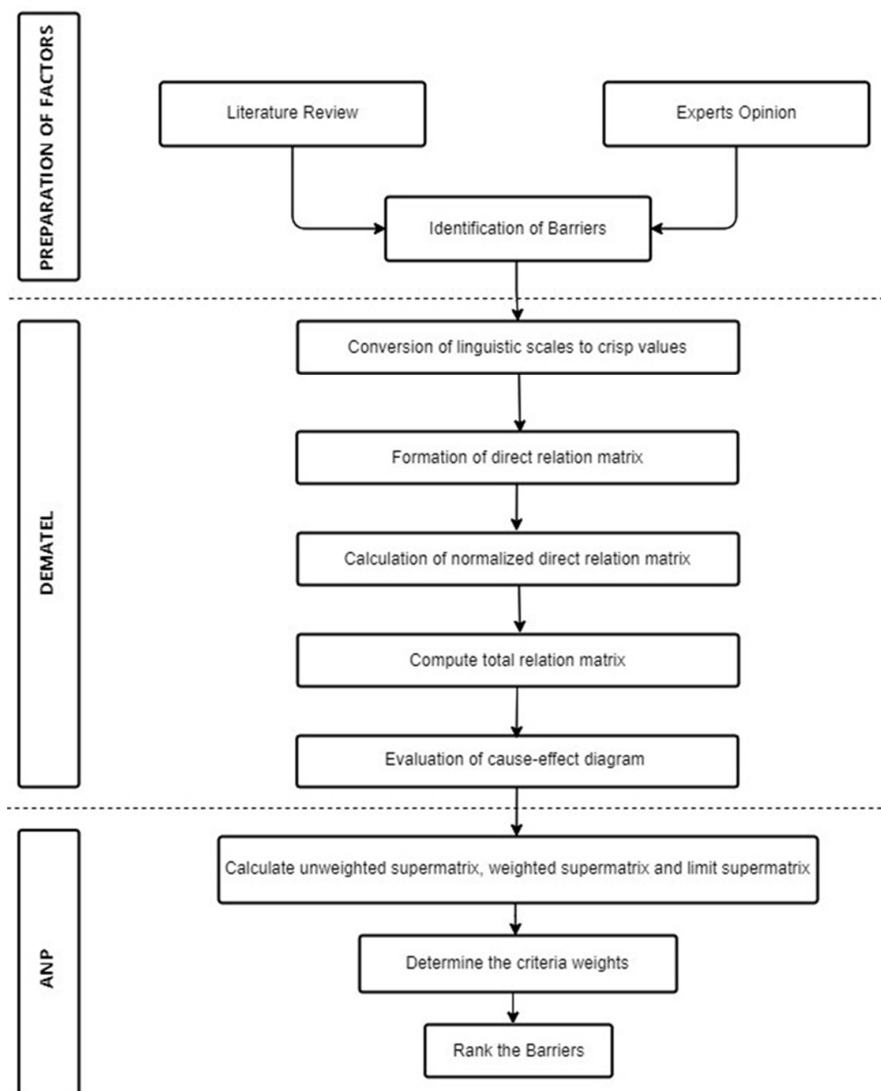 PREPARATION OF FACTORS
Literature Review
Experts Opinion
Identification of Barriers
DEMATEL
Conversion of linguistic scales to crisp values
Formation of direct relation matrix
Calculation of normalized direct relation matrix
Compute total relation matrix
Evaluation of cause-effect diagram
ANP
Calculate unweighted supermatrix, weighted supermatrix and limit supermatrix
Determine the criteria weights
Rank the Barriers